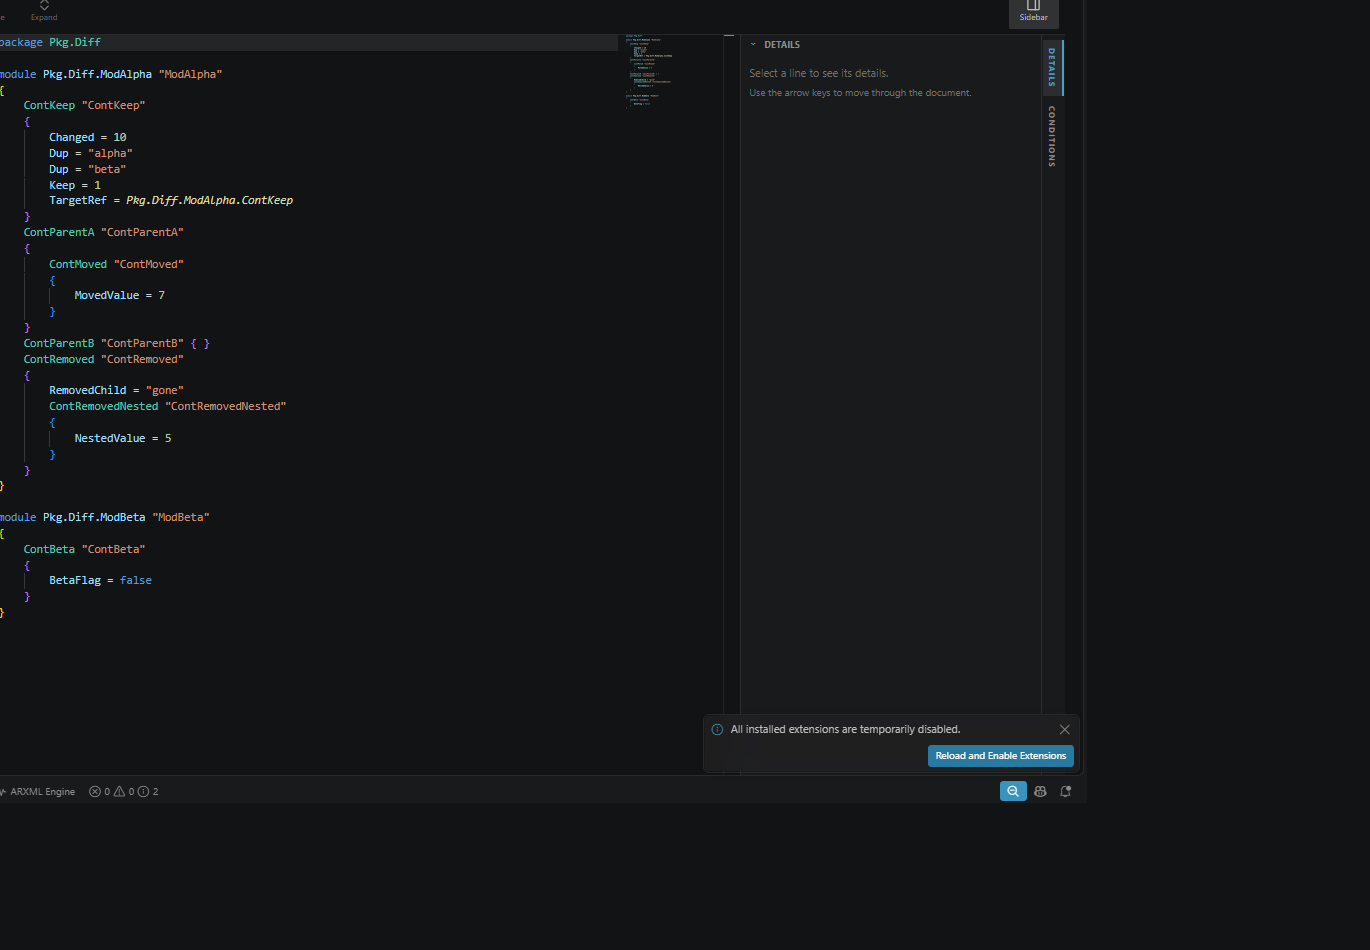 e
Expand
Sidebar
package Pkg.Diff
module Pkg.Diff.ModAlpha "ModAlpha"
{
ContKeep "ContKeep"
{
Changed = 10
Dup = "alpha"
Dup = "beta"
Keep = 1
TargetRef = Pkg.Diff.ModAlpha.ContKeep
}
ContParentA "ContParentA"
{
ContMoved "ContMoved"
{
MovedValue = 7
}
}
ContParentB "ContParentB" { }
ContRemoved "ContRemoved"
{
RemovedChild = "gone"
ContRemovedNested "ContRemovedNested"
{
NestedValue = 5
}
}
}
module Pkg.Diff.ModBeta "ModBeta"
{
ContBeta "ContBeta"
{
BetaFlag = false
}
}
DETAILS
Select a line to see its details.
Use the arrow keys to move through the document.
DETAILS
CONDITIONS
All installed extensions are temporarily disabled.
Reload and Enable Extensions
ARXML Engine 0 0 2